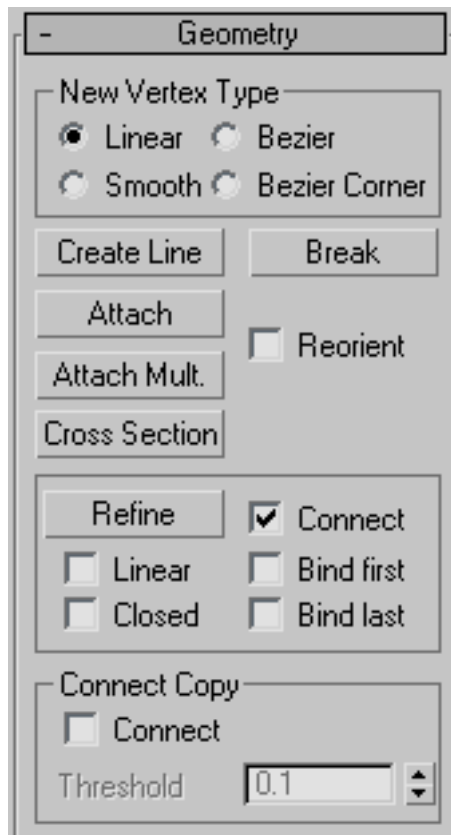 - Geometry
New Vertex Type
Linear Bezier
Smooth Bezier Corner
Create Line Break
Attach
Reorient
Attach Mult.
Cross Section
Refine Connect
Linear Bind first
Closed Bind last
Connect Copy
Connect
Threshold 0.1